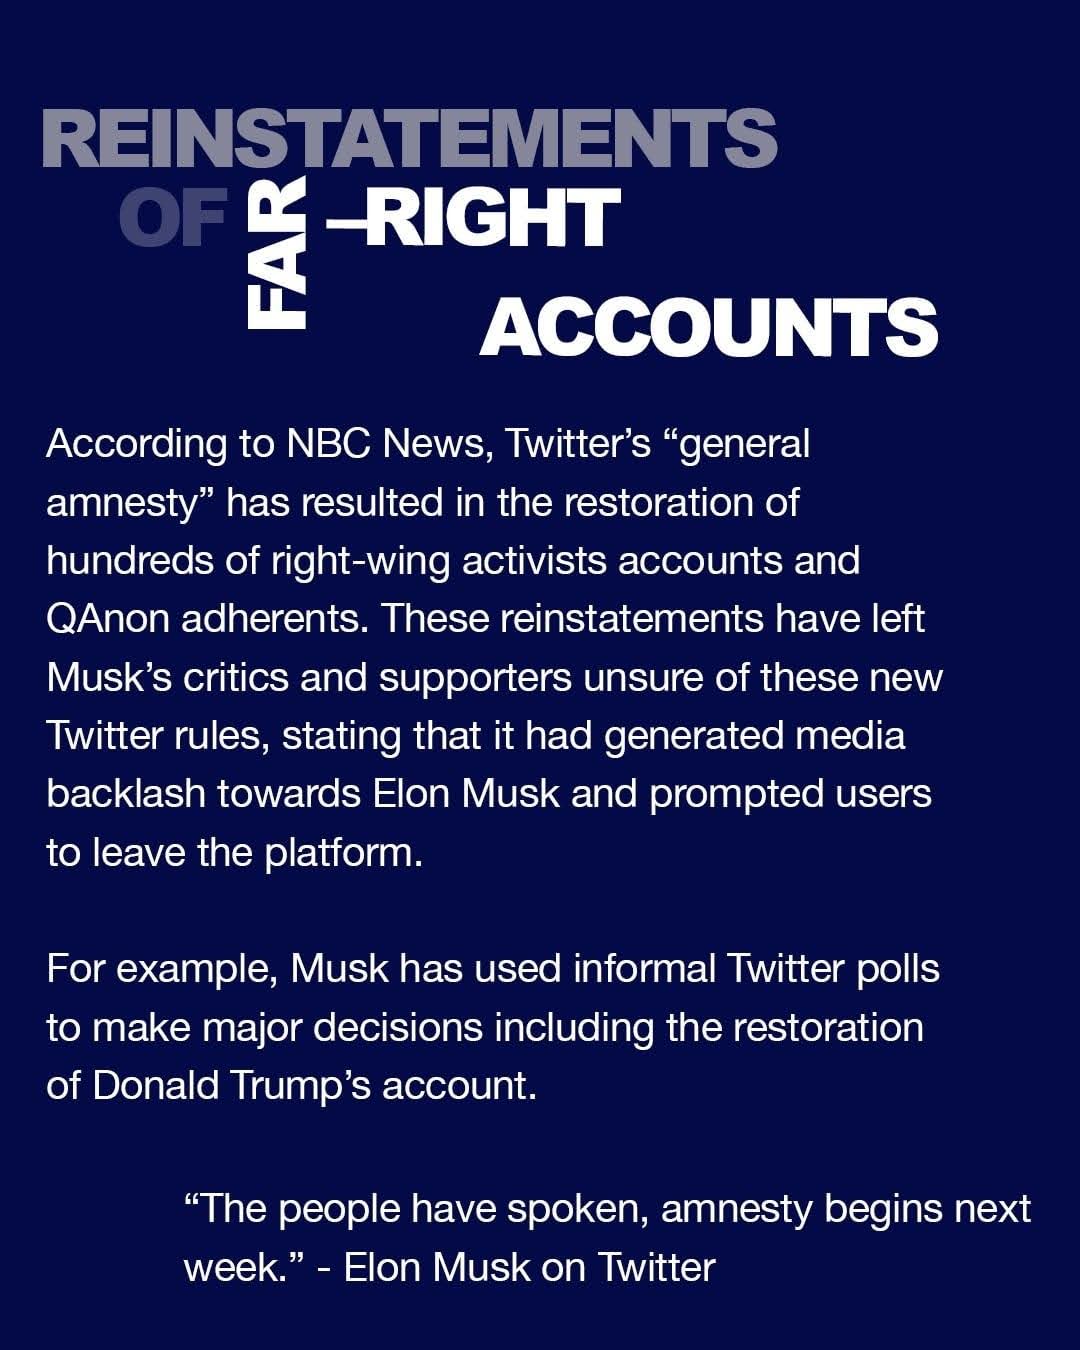 REINSTATEMENTS
OF FAR –RIGHT
ACCOUNTS
According to NBC News, Twitter’s “general
amnesty” has resulted in the restoration of
hundreds of right-wing activists accounts and
QAnon adherents. These reinstatements have left
Musk’s critics and supporters unsure of these new
Twitter rules, stating that it had generated media
backlash towards Elon Musk and prompted users
to leave the platform.
For example, Musk has used informal Twitter polls
to make major decisions including the restoration
of Donald Trump’s account.
“The people have spoken, amnesty begins next
week.” - Elon Musk on Twitter